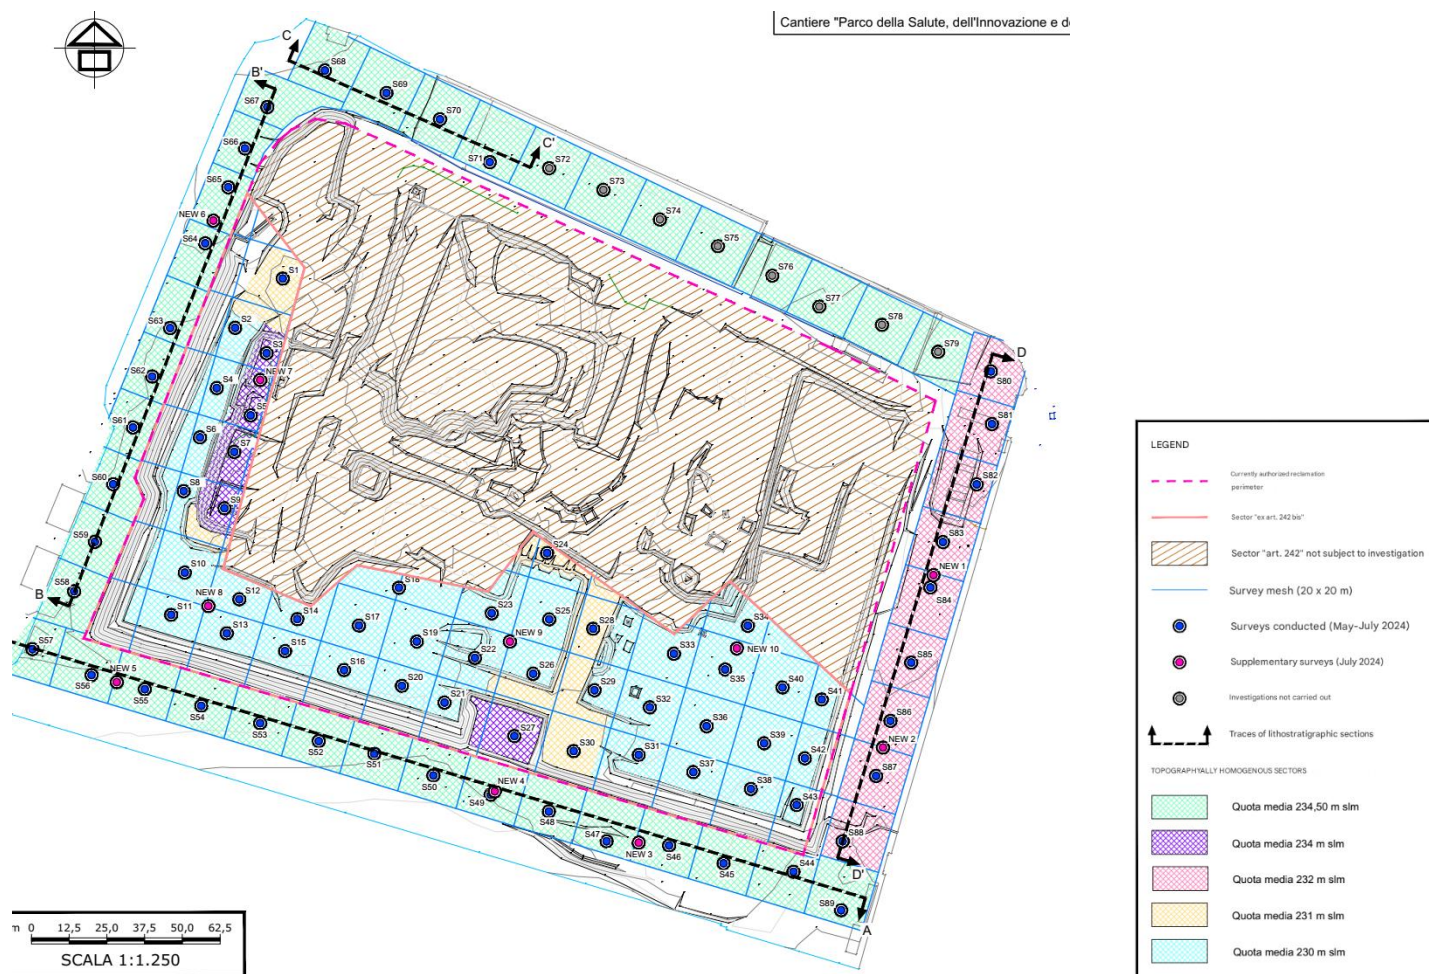 Cantiere "Parco della Salute, dell'Innovazione e d
C
S68
B'
S69
S67
S70
C'
S66
S71
S72
S65
S73
NEW 6
S74
S64
S75
S1
S76
S77
S63
S2
S78
S3
S79
D
S62
NEW 7
S80
S4
S5
S81
S61
S6
S7
S60
S8
S82
S9
S59
S24
S83
S10
NEW 1
S58
S18
S84
B
NEW 8
S12
S11
S14
S23
S25
S34
S13
S17
S28
S57
S19
NEW 9
S33
NEW 10
S15
S22
S85
S56
NEW 5
S16
S26
S35
S55
S20
S29
S40
S41
S54
S21
S32
S86
S53
S27
S36
S52
S30
S39
NEW 2
S51
S31
S42
S50
S37
S87
NEW 4
S38
S49
S43
S48
S47
S88
NEW 3
S46
S45
S44
D'
S89
A
m 0 12,5 25,0 37,5 50,0 62,5
SCALA 1:1.250
LEGEND
Currently authorized reclamation
perimeter
Sector "ex art. 242 bis"
Sector "art. 242" not subject to investigation
Survey mesh (20 x 20 m)
Surveys conducted (May-July 2024)
Supplementary surveys (July 2024)
Investigations not carried out
Traces of lithostratigraphic sections
TOPOGRAPHYALLY HOMOGENOUS SECTORS
Quota media 234,50 m slm
Quota media 234 m slm
Quota media 232 m slm
Quota media 231 m slm
Quota media 230 m slm